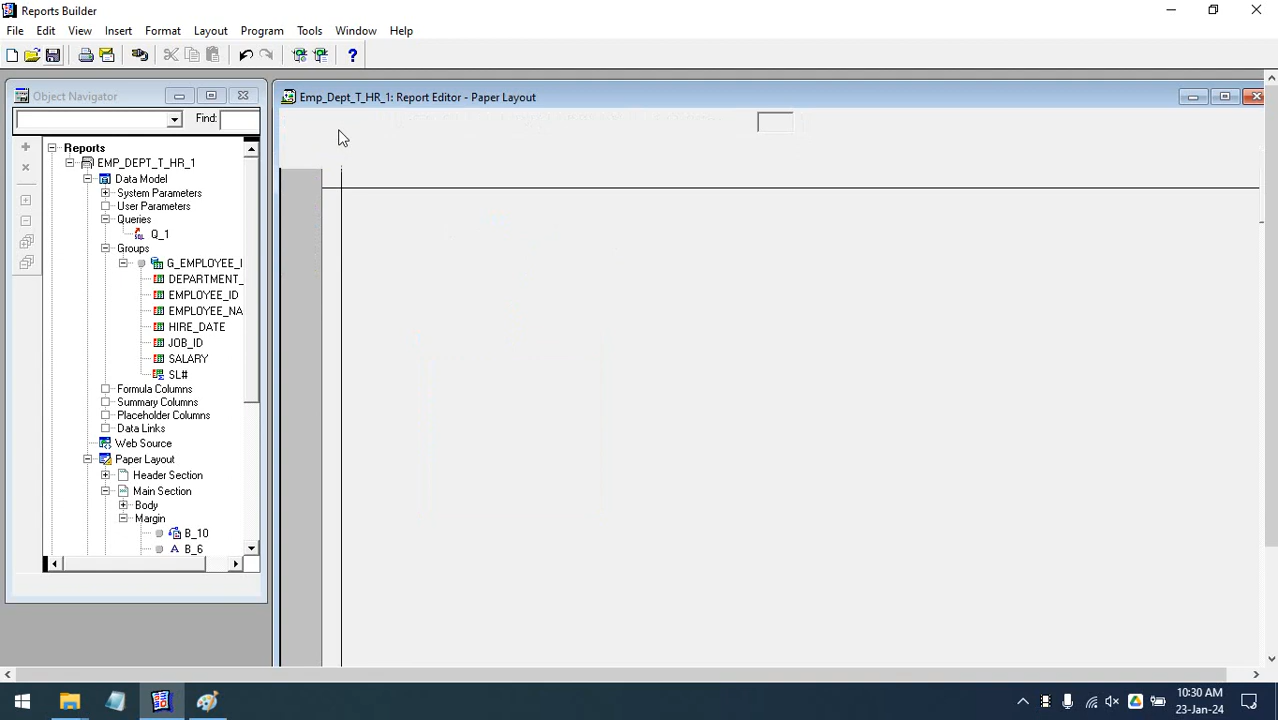 Reports Builder
File Edit View Insert Format Layout Program Tools Window Help
Object Navigator
Find:
Reports
EMP_DEPT_T_HR_1
Data Model
System Parameters
User Parameters
Queries
Q_1
Groups
G_EMPLOYEE_I
DEPARTMENT_
EMPLOYEE_ID
EMPLOYEE_NA
HIRE_DATE
JOB_ID
SALARY
SL#
Formula Columns
Summary Columns
Placeholder Columns
Data Links
Web Source
Paper Layout
Header Section
Main Section
Body
Margin
B_10
A B_6
Emp_Dept_T_HR_1: Report Editor - Paper Layout
10:30 AM
23-Jan-24